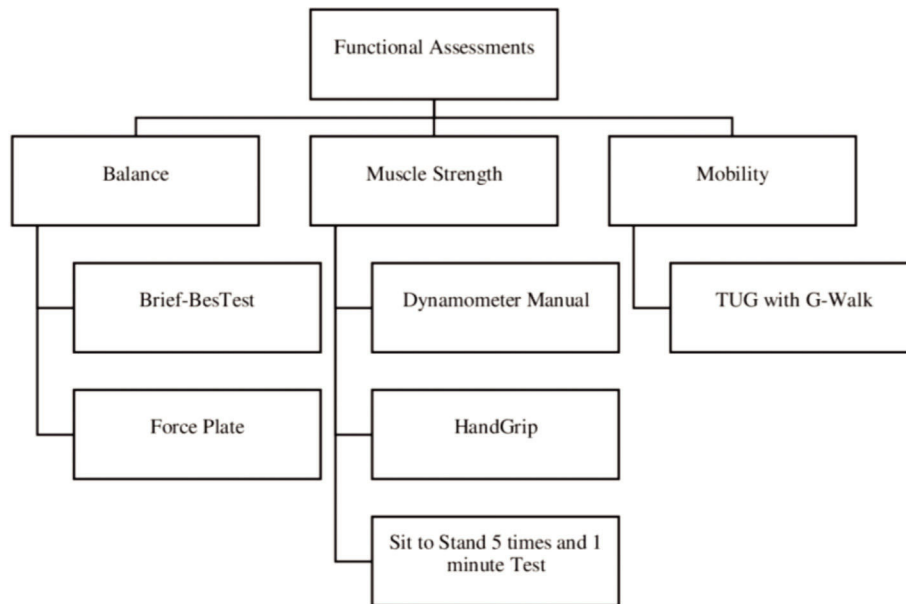 Functional Assessments
Balance
Muscle Strength
Mobility
Brief-BesTest
Dynamometer Manual
TUG with G-Walk
Force Plate
HandGrip
Sit to Stand 5 times and 1
minute Test